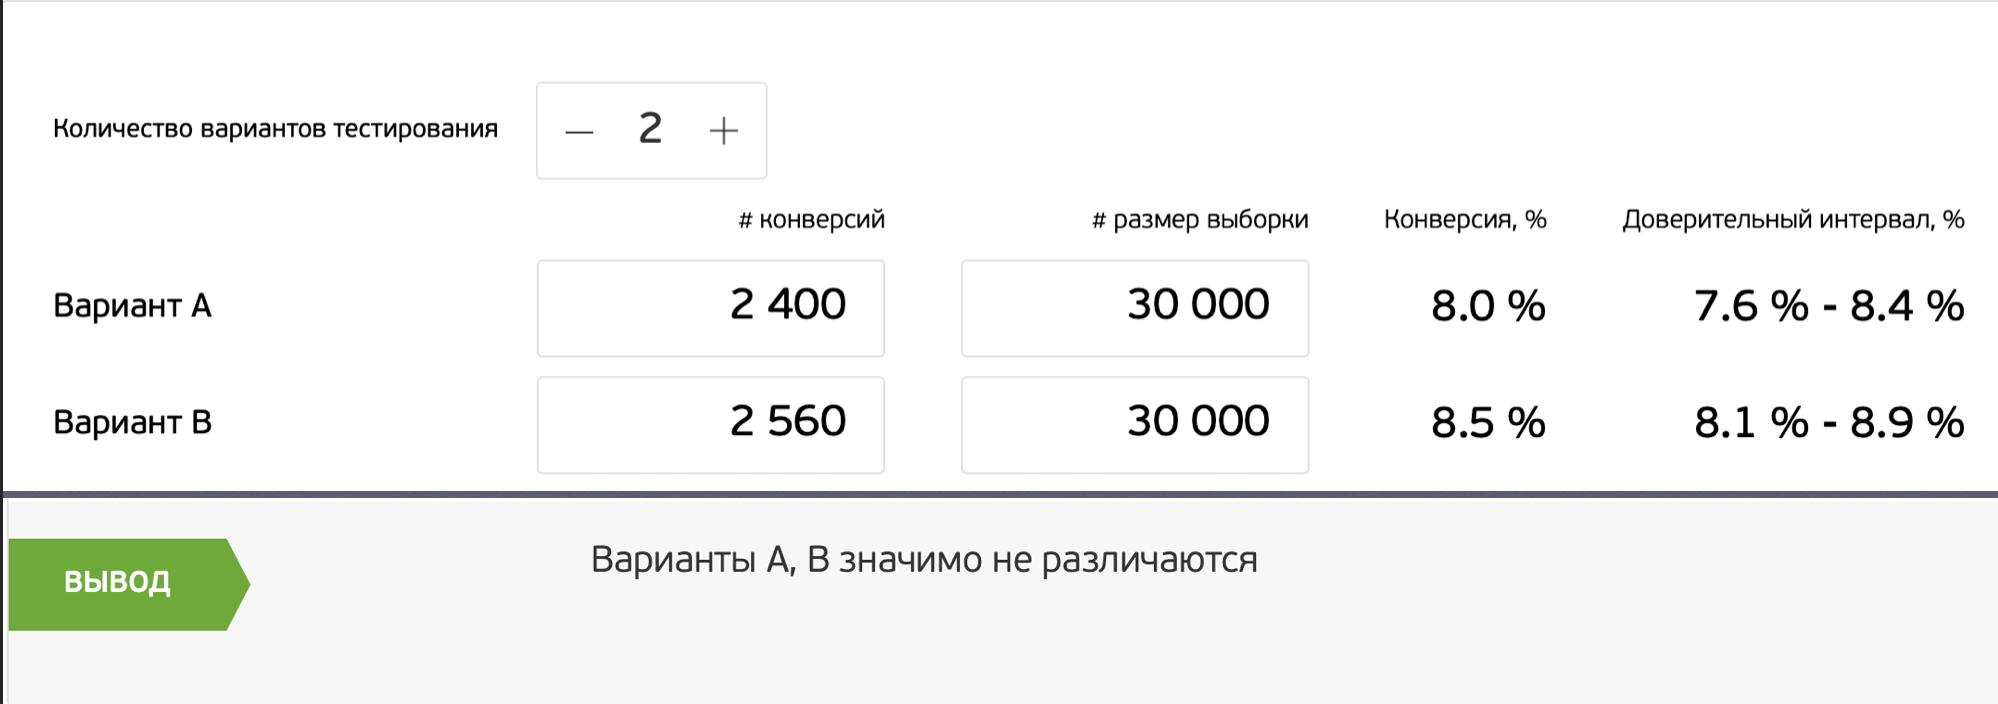 Количество вариантов тестирования — 2 +
# конверсий # размер выборки Конверсия, % Доверительный интервал, %
Вариант A 2 400 30 000 8.0 % 7.6 % - 8.4 %
Вариант B 2 560 30 000 8.5 % 8.1 % - 8.9 %
ВЫВОД Варианты A, B значимо не различаются